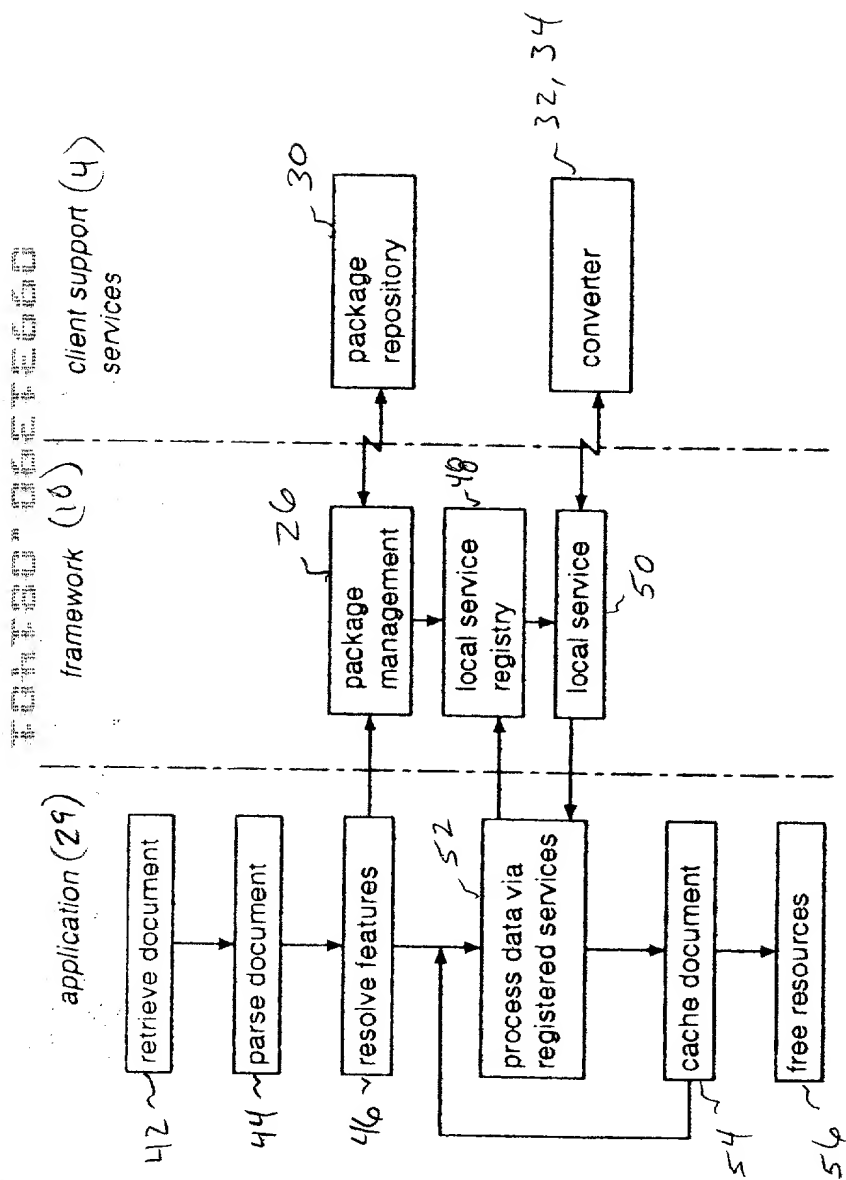 application (29)
framework (10)
client support (4)
services
42
retrieve document
44
parse document
46
resolve features
26
package
management
30
package
repository
52
process data via
registered services
48
local service
registry
local service
50
converter
32, 34
cache document
54
free resources
56